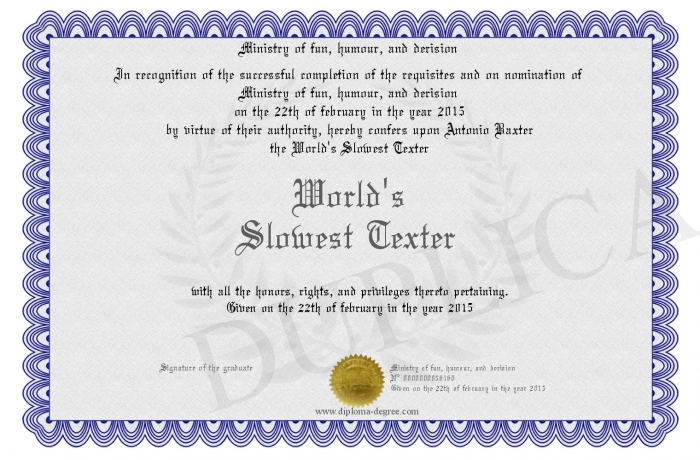 Ministry of fun, humour, and derision
In recognition of the successful completion of the requisites and on nomination of
Ministry of fun, humour, and derision
on the 22th of february in the year 2015
by virtue of their authority, hereby confers upon Antonio Baxter
the World's Slowest Texter
World's
Slowest Texter
with all the honors, rights, and privileges thereto pertaining.
Given on the 22th of february in the year 2015
Signature of the graduate
Ministry of fun, humour, and derision
Given on the 22th of february in the year 2015
www.diploma-degree.com
DUPLICA